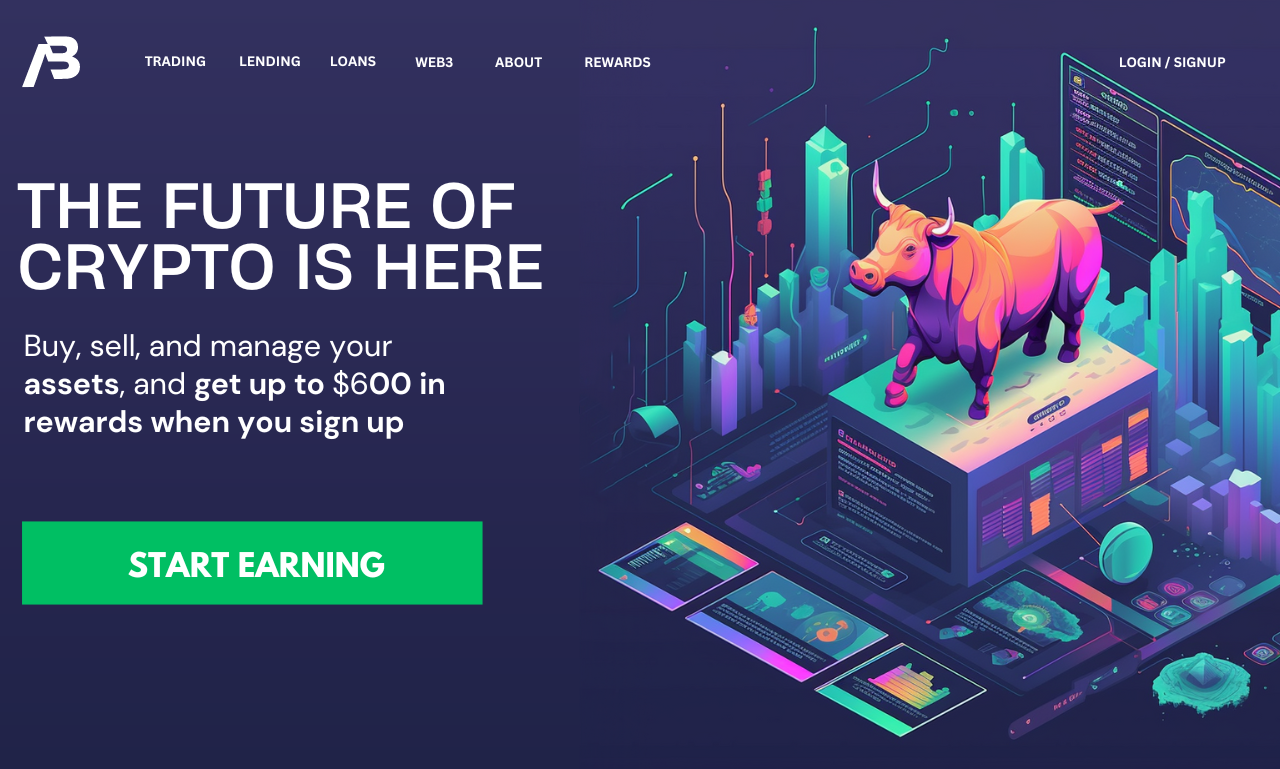 AB
TRADING LENDING LOANS WEB3 ABOUT REWARDS LOGIN / SIGNUP
THE FUTURE OF
CRYPTO IS HERE
Buy, sell, and manage your
assets, and get up to $600 in
rewards when you sign up
START EARNING